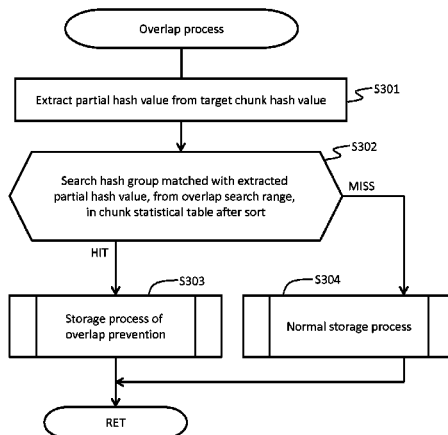 Overlap process
S301
Extract partial hash value from target chunk hash value
S302
Search hash group matched with extracted
partial hash value, from overlap search range,
in chunk statistical table after sort
MISS
HIT
S303
S304
Storage process of
overlap prevention
Normal storage process
RET